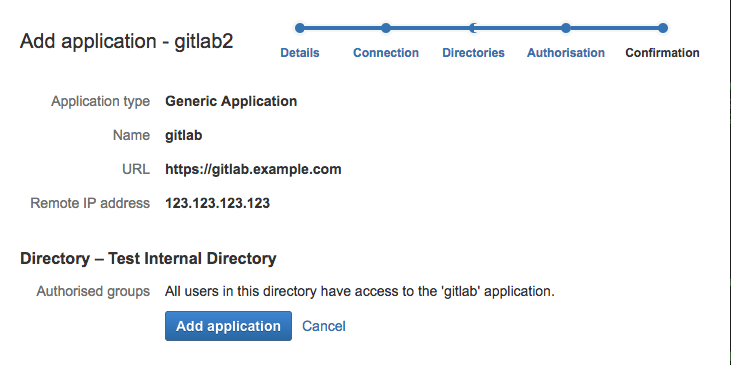 Add application - gitlab2
Details Connection Directories Authorisation Confirmation
Application type Generic Application
Name gitlab
URL https://gitlab.example.com
Remote IP address 123.123.123.123
Directory – Test Internal Directory
Authorised groups All users in this directory have access to the 'gitlab' application.
Add application Cancel